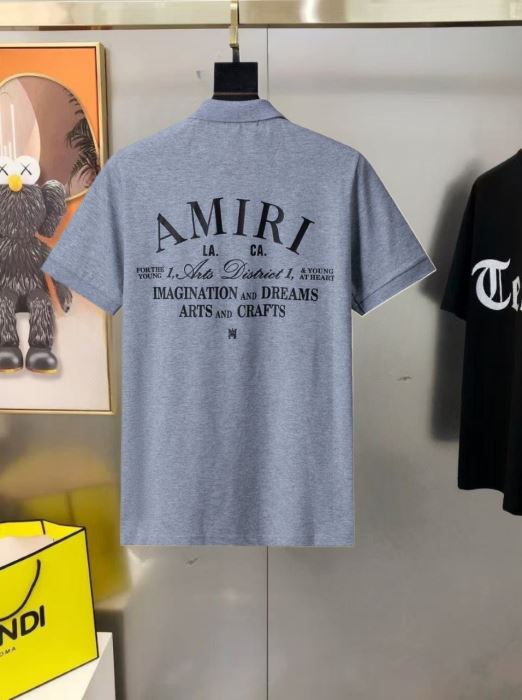 AMIRI
LA. CA.
FOR THE YOUNG 1, Arts District 1, & YOUNG AT HEART
IMAGINATION AND DREAMS
ARTS AND CRAFTS
NDI
OMA